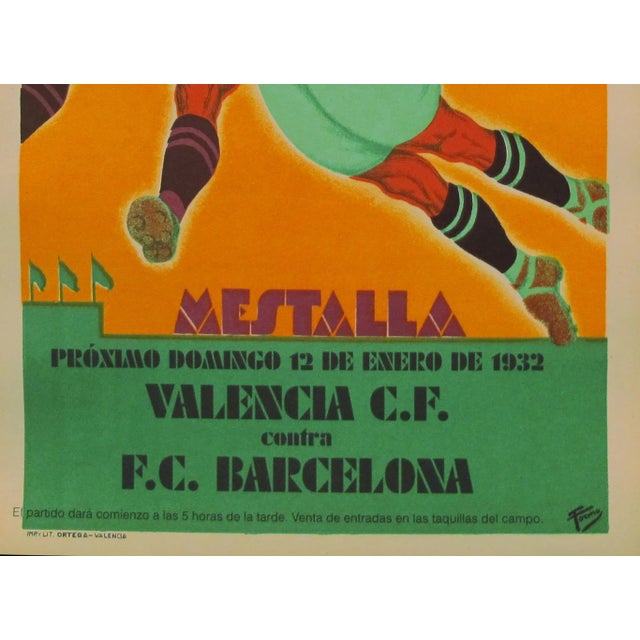 MESTALLA
PRÓXIMO DOMINGO 12 DE ENERO DE 1932
VALENCIA C.F.
contra
F.C. BARCELONA
El partido dará comienzo a las 5 horas de la tarde. Venta de entradas en las taquillas del campo.
IMP. Y LIT. ORTEGA - VALENCIA